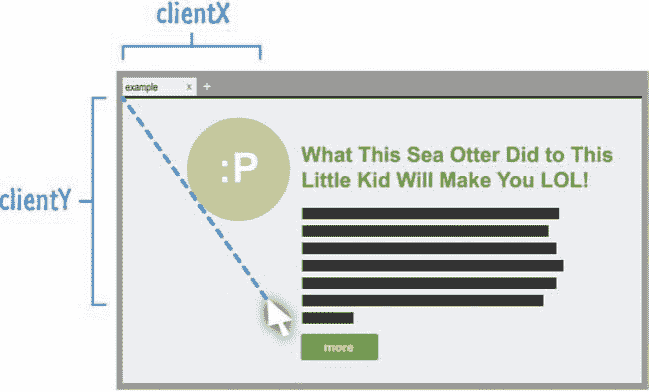 clientX
example x +
:P
What This Sea Otter Did to This
Little Kid Will Make You LOL!
clientY
more